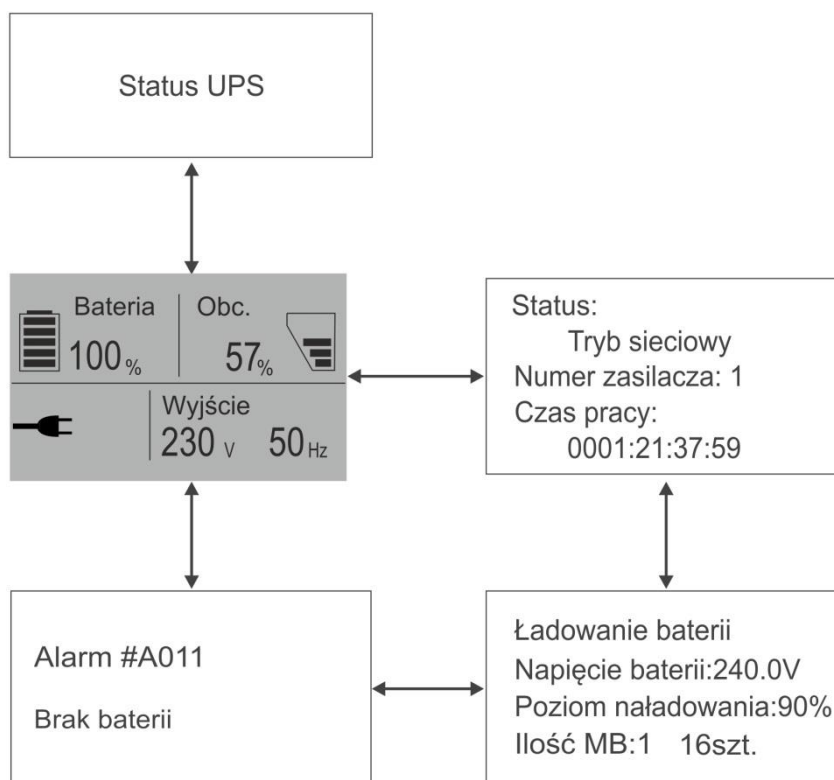 Status UPS
Bateria
100 %
Obc.
57%
Wyjście
230 V 50 Hz
Status:
Tryb sieciowy
Numer zasilacza: 1
Czas pracy:
0001:21:37:59
Alarm #A011
Brak baterii
Ładowanie baterii
Napięcie baterii:240.0V
Poziom naładowania:90%
Ilość MB:1 16szt.